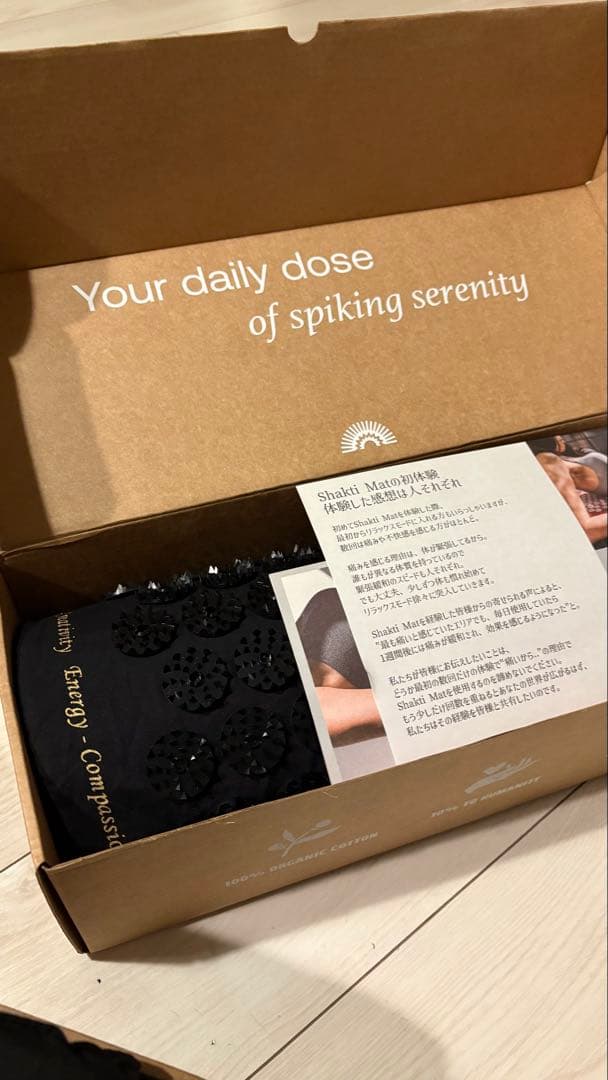 Your daily dose
of spiking serenity
Shakti Matの初体験
体験した感想は人それぞれ
初めてShakti Matを体験した際、
最初からリラックスモードに入れる方もいらっしゃいますが、
数回は痛みや不快感を感じる方がほとんど。
痛みを感じる理由は、体が緊張してるから。
誰もが異なる体質を持っているので
緊張緩和のスピードも人それぞれ。
でも大丈夫、少しずつ体も慣れ始めて
リラックスモード徐々に突入していきます。
Shakti Matを経験した皆様からの寄せられる声によると、
“最も痛いと感じていたエリアでも、毎日使用していたら
1週間後には痛みが緩和され、効果を感じるようになった”と。
私たちが皆様にお伝えしたいことは、
どうか最初の数回だけの体験で“痛いから..”の理由で
Shakti Matを使用するのを諦めないでください。
もう少しだけ回数を重ねるとあなたの世界が広がるはず、
私たちはその経験を皆様と共有したいのです。
Energy - Compassio
100% ORGANIC COTTON
10% TO HUMANITY